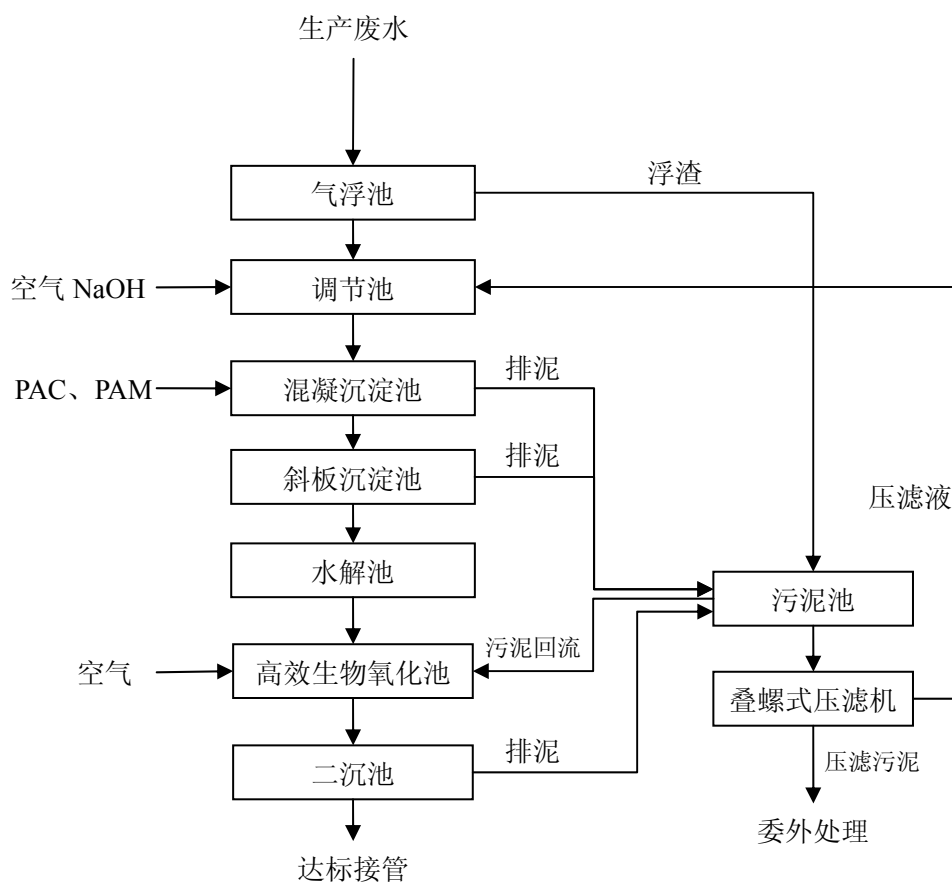 生产废水
气浮池
浮渣
空气 NaOH
调节池
PAC、PAM
混凝沉淀池
排泥
斜板沉淀池
排泥
压滤液
水解池
污泥池
空气
高效生物氧化池
污泥回流
叠螺式压滤机
二沉池
排泥
压滤污泥
委外处理
达标接管